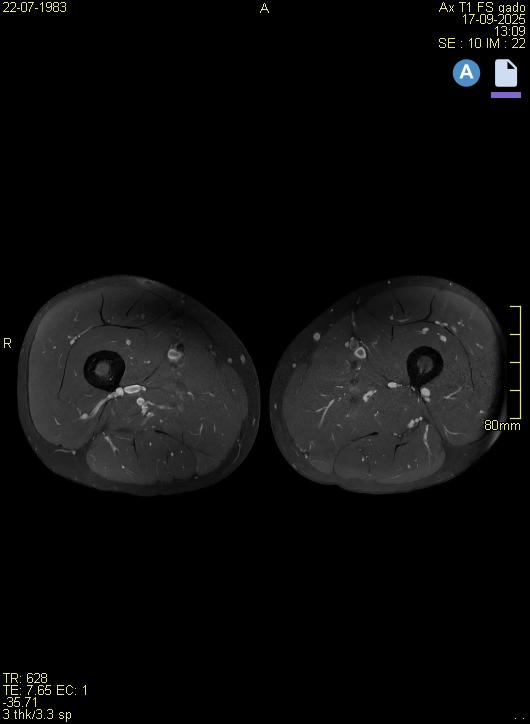 22-07-1983
A
Ax T1 FS gado
17-09-2025
13:09
SE : 10 IM : 22
A
R
80mm
TR: 628
TE: 7.65 EC: 1
-35.71
3 thk/3.3 sp